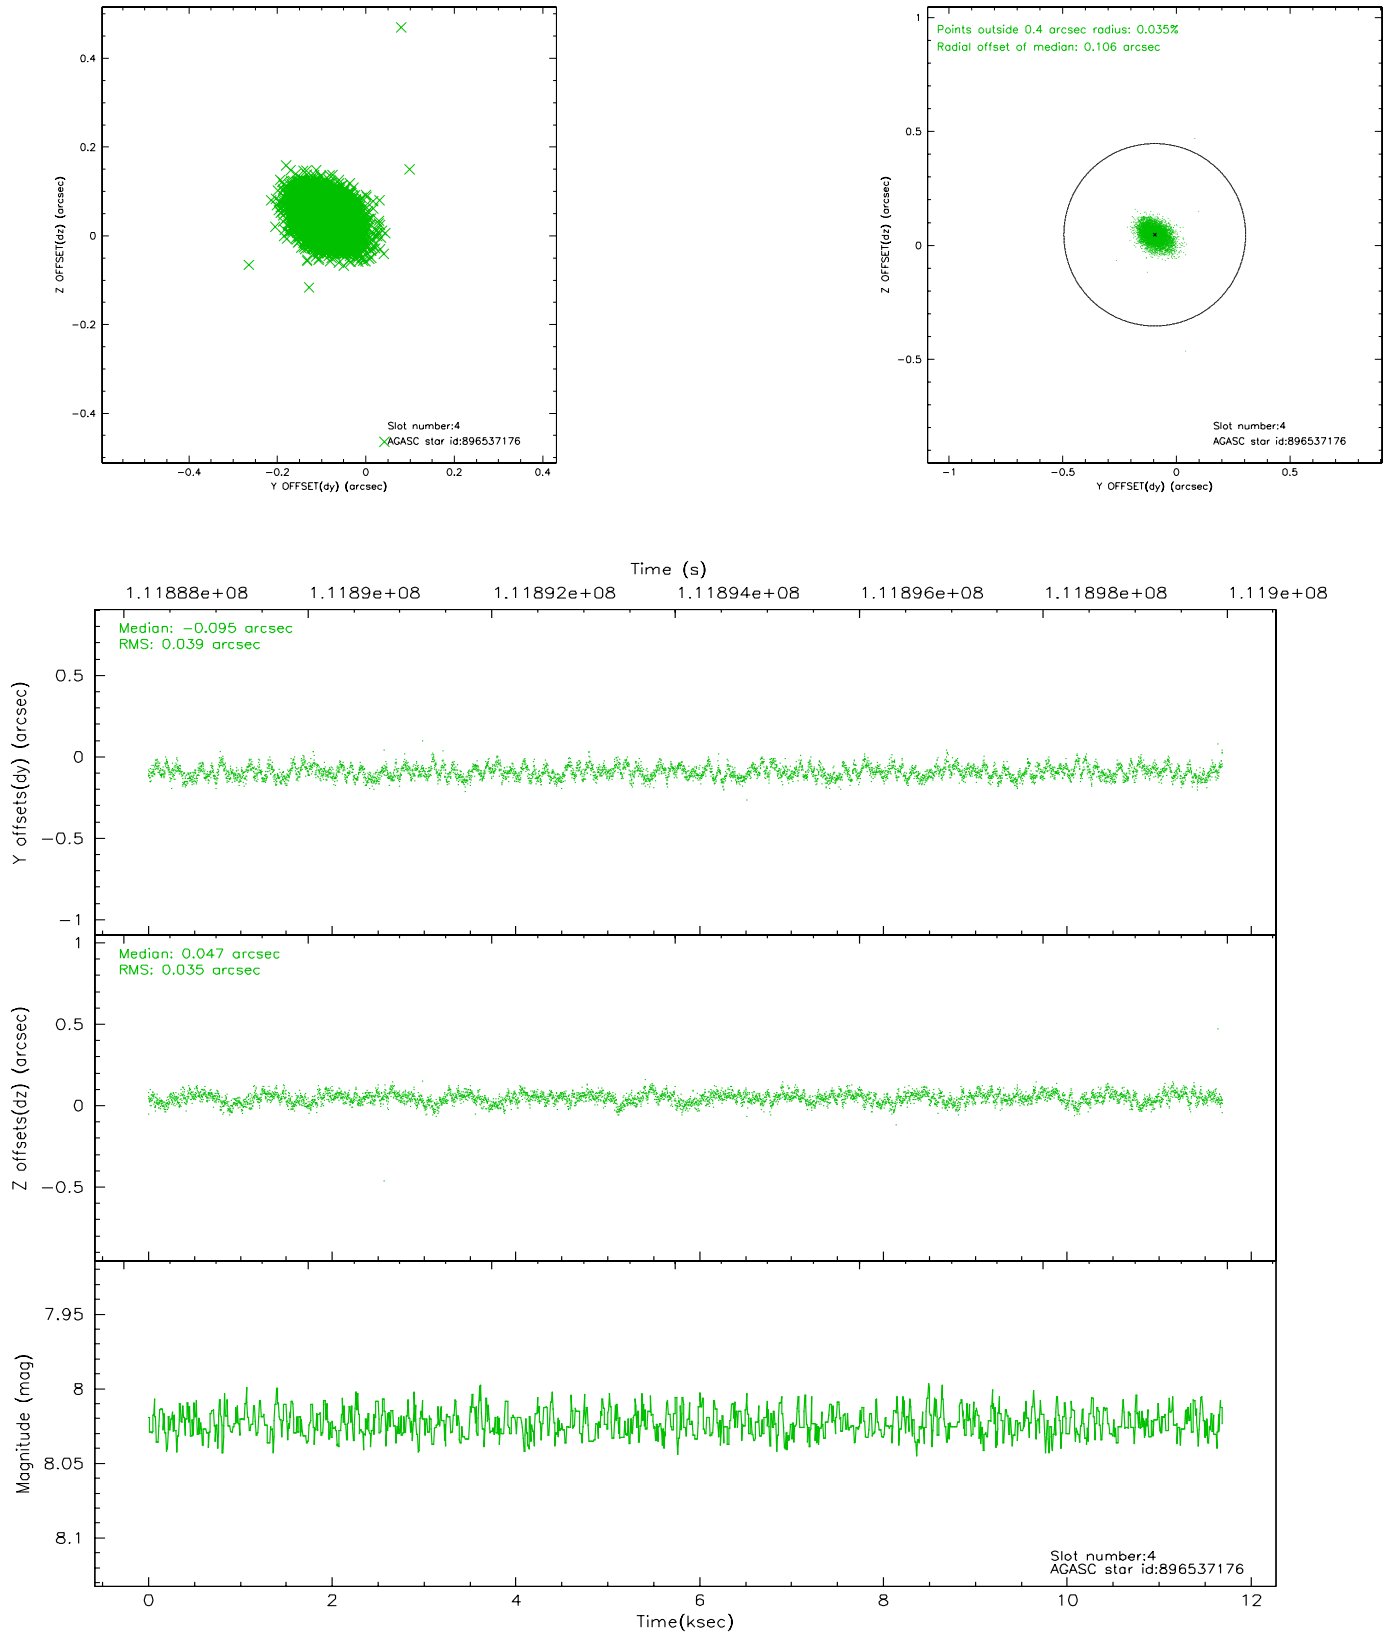 0.4
0.2
0
−0.2
−0.4
Z OFFSET(dz) (arcsec)
Slot number:4
AGASC star id:896537176
−0.4 −0.2 0 0.2 0.4
Y OFFSET(dy) (arcsec)
Points outside 0.4 arcsec radius: 0.035%
Radial offset of median: 0.106 arcsec
1
0.5
0
−0.5
Z OFFSET(dz) (arcsec)
Slot number:4
AGASC star id:896537176
−1 −0.5 0 0.5
Y OFFSET(dy) (arcsec)
Time (s)
1.11888e+08 1.1189e+08 1.11892e+08 1.11894e+08 1.11896e+08 1.11898e+08 1.119e+08
Median: −0.095 arcsec
RMS: 0.039 arcsec
0.5
0
−0.5
−1
Y offsets(dy) (arcsec)
Median: 0.047 arcsec
RMS: 0.035 arcsec
1
0.5
0
−0.5
Z offsets(dz) (arcsec)
7.95
8
8.05
8.1
Magnitude (mag)
Slot number:4
AGASC star id:896537176
0 2 4 6 8 10 12
Time(ksec)